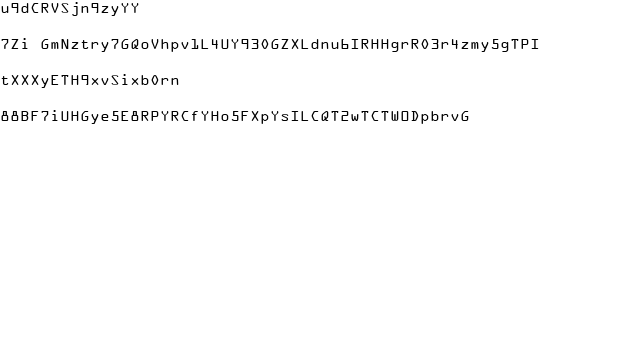 u9dCRVSjn9zyYY
7Zi GmNztry7GQoVhpv1L4UY930GZXLdnu6IRHHgrR03r4zmy5gTPI
tXXXyETH9xvSixb0rn
88BF7iUHGye5E8RPYRCfYHo5FXpYsILCQT2wTCTWODpbrvG